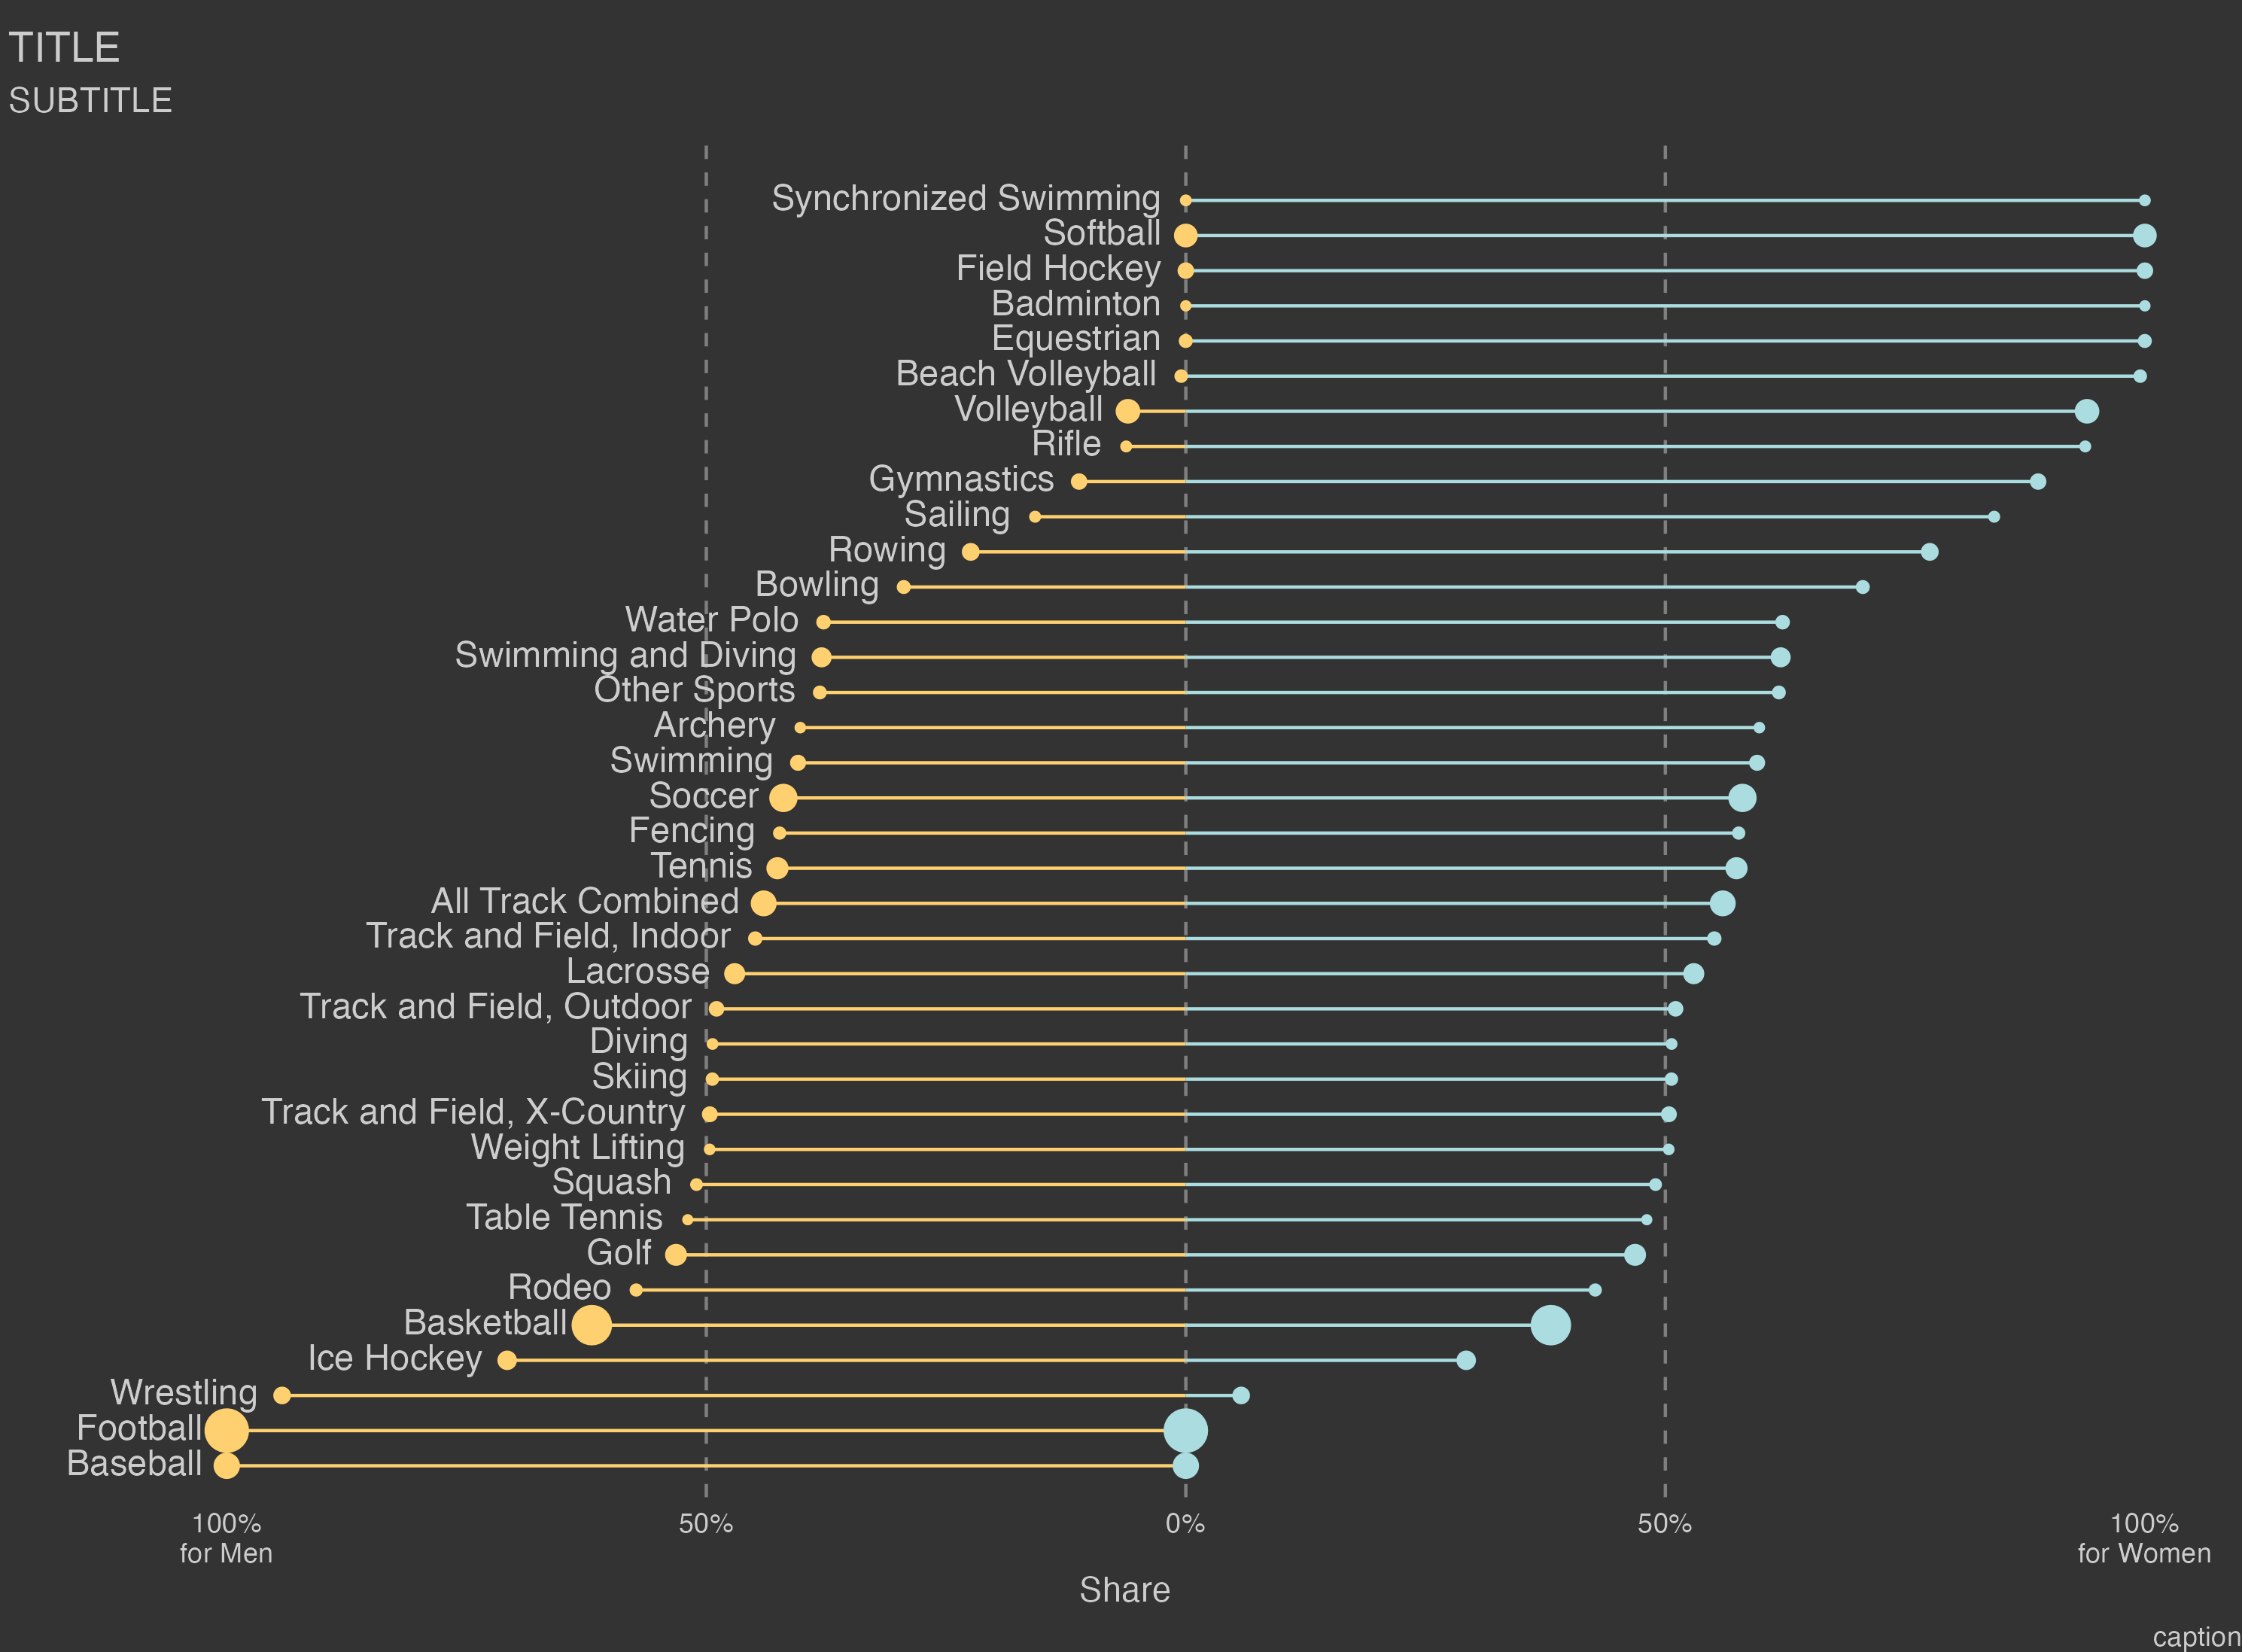 TITLE
SUBTITLE
Synchronized Swimming
Softball
Field Hockey
Badminton
Equestrian
Beach Volleyball
Volleyball
Rifle
Gymnastics
Sailing
Rowing
Bowling
Water Polo
Swimming and Diving
Other Sports
Archery
Swimming
Soccer
Fencing
Tennis
All Track Combined
Track and Field, Indoor
Lacrosse
Track and Field, Outdoor
Diving
Skiing
Track and Field, X-Country
Weight Lifting
Squash
Table Tennis
Golf
Rodeo
Basketball
Ice Hockey
Wrestling
Football
Baseball
100% 50% 0% 50% 100%
for Men for Women
Share
caption